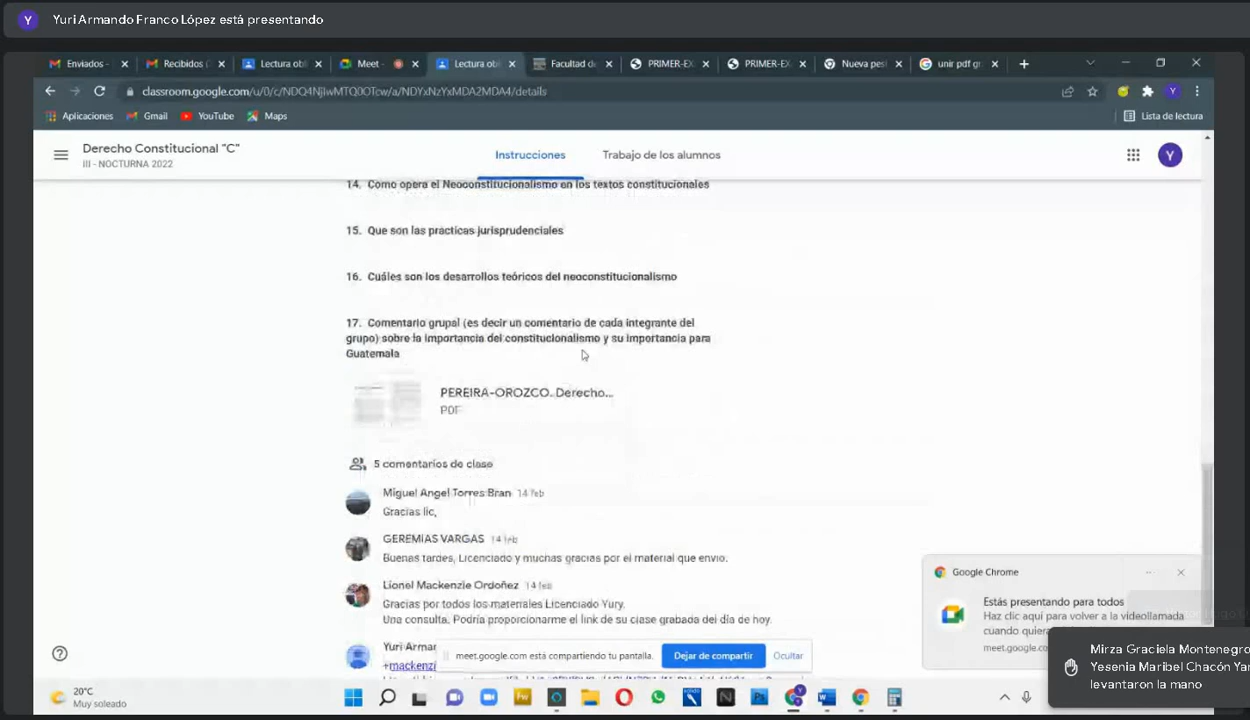 Y Yuri Armando Franco López está presentando
Enviados - Recibidos ( Lectura obl Meet - Lectura obl Facultad de PRIMER-EX PRIMER-EX Nueva pes unir pdf gr
classroom.google.com/u/0/c/NDQ4NjIwMTQ0OTcw/a/NDYxNzYxMDA2MDA4/details
Aplicaciones Gmail YouTube Maps Lista de lectura
Derecho Constitucional "C"
III - NOCTURNA 2022
Instrucciones Trabajo de los alumnos
Y
14. Como opera el Neoconstitucionalismo en los textos constitucionales
15. Que son las practicas jurisprudenciales
16. Cuáles son los desarrollos teóricos del neoconstitucionalismo
17. Comentario grupal (es decir un comentario de cada integrante del
grupo) sobre la importancia del constitucionalismo y su importancia para
Guatemala
PEREIRA-OROZCO. Derecho...
PDF
5 comentarios de clase
Miguel Angel Torres Bran 14 feb
Gracias lic,
GEREMIAS VARGAS 14 feb
Buenas tardes, Licenciado y muchas gracias por el material que envio.
Lionel Mackenzie Ordoñez 14 feb
Gracias por todos los materiales Licenciado Yury.
Una consulta. Podría proporcionarme el link de su clase grabada del día de hoy.
Yuri Armar
+mackenzi
meet.google.com está compartiendo tu pantalla. Dejar de compartir Ocultar
Google Chrome
Estás presentando para todos
Haz clic aquí para volver a la videollamada
cuando quiera
meet.google.co
Mirza Graciela Montenegro
Yesenia Maribel Chacón Yan
levantaron la mano
20°C
Muy soleado